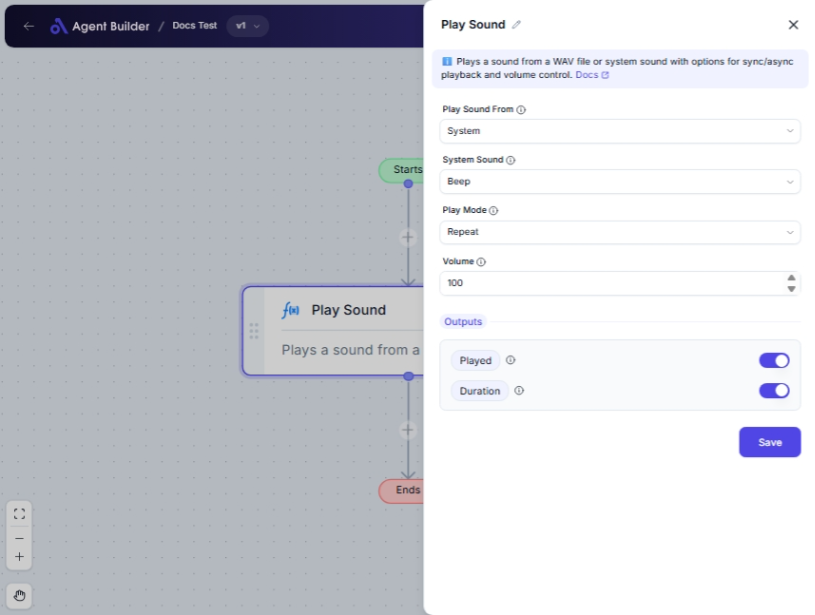 Agent Builder / Docs Test v1
Starts
Play Sound
Plays a sound from a
Ends
Play Sound
Plays a sound from a WAV file or system sound with options for sync/async
playback and volume control. Docs
Play Sound From
System
System Sound
Beep
Play Mode
Repeat
Volume
100
Outputs
Played
Duration
Save